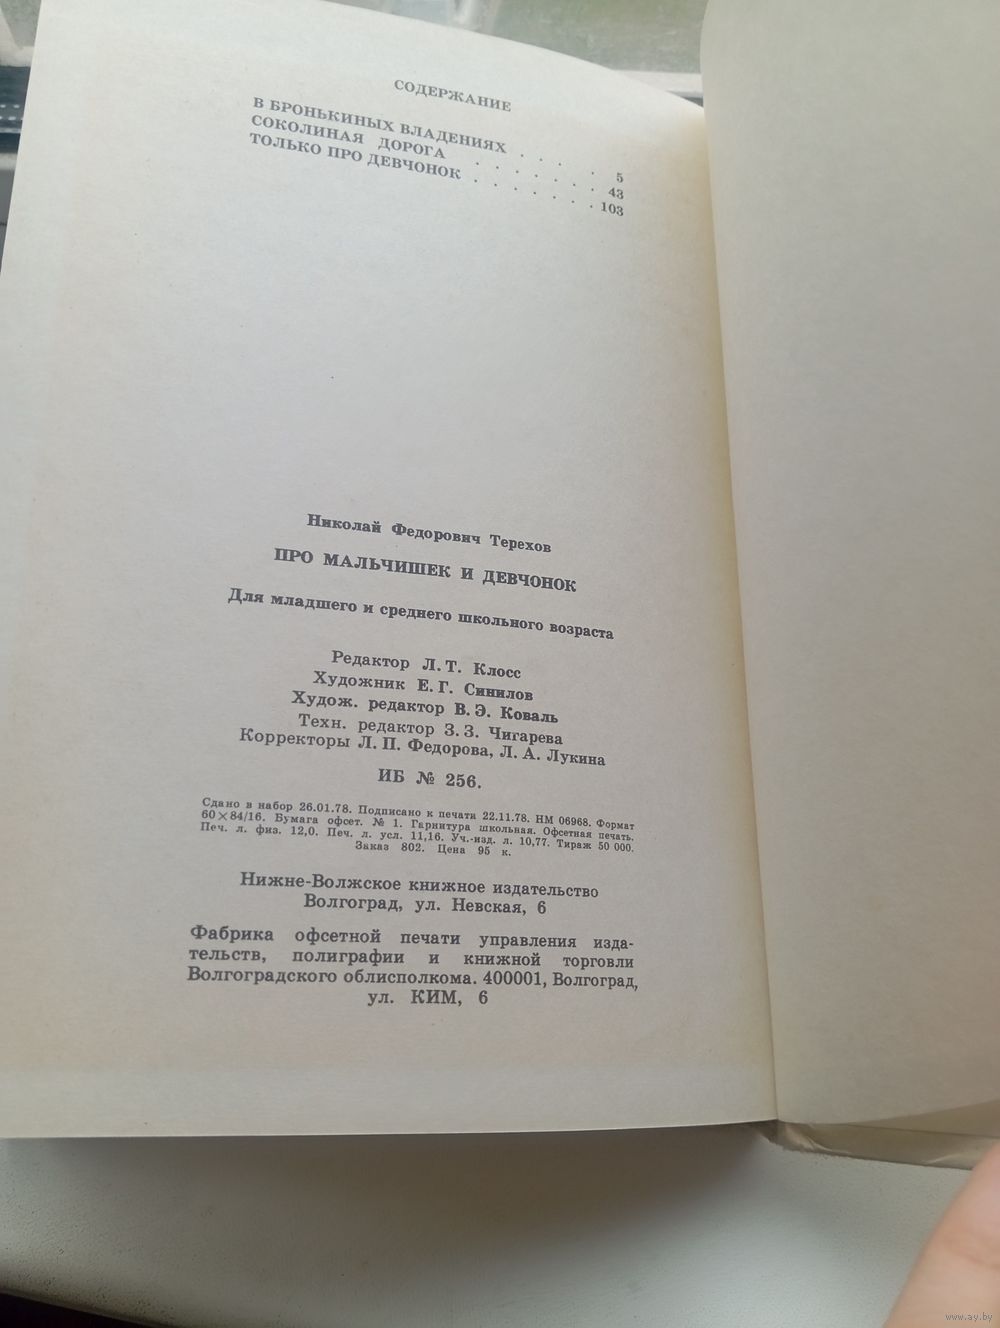 СОДЕРЖАНИЕ
В БРОНЬКИНЫХ ВЛАДЕНИЯХ . . . . 5
СОКОЛИНАЯ ДОРОГА . . . . . . . 43
ТОЛЬКО ПРО ДЕВЧОНОК . . . . . . 103
Николай Федорович Терехов
ПРО МАЛЬЧИШЕК И ДЕВЧОНОК
Для младшего и среднего школьного возраста
Редактор Л. Т. Клосс
Художник Е. Г. Синилов
Худож. редактор В. Э. Коваль
Техн. редактор З. З. Чигарева
Корректоры Л. П. Федорова, Л. А. Лукина
ИБ № 256.
Сдано в набор 26.01.78. Подписано к печати 22.11.78. НМ 06968. Формат
60×84/16. Бумага офсет. № 1. Гарнитура школьная. Офсетная печать.
Печ. л. физ. 12,0. Печ. л. усл. 11,16. Уч.-изд. л. 10,77. Тираж 50 000.
Заказ 802. Цена 95 к.
Нижне-Волжское книжное издательство
Волгоград, ул. Невская, 6
Фабрика офсетной печати управления изда-
тельств, полиграфии и книжной торговли
Волгоградского облисполкома. 400001, Волгоград,
ул. КИМ, 6
www.ay.by